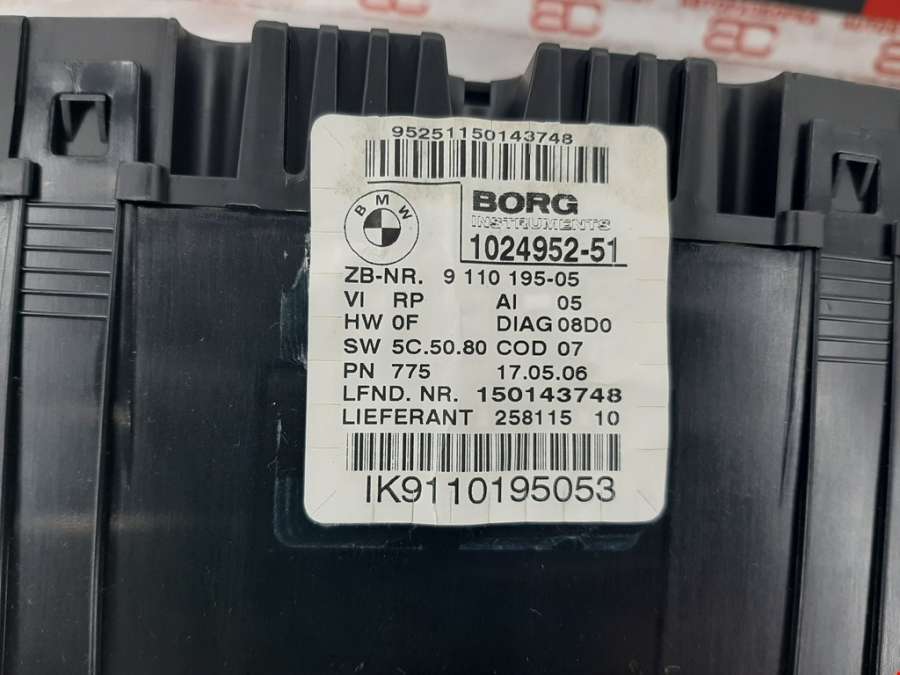 95251150143748
BMW
BORG
INSTRUMENTS
1024952-51
ZB-NR. 9 110 195-05
VI RP AI 05
HW 0F DIAG 08D0
SW 5C.50.80 COD 07
PN 775 17.05.06
LFND. NR. 150143748
LIEFERANT 258115 10
IK9110195053